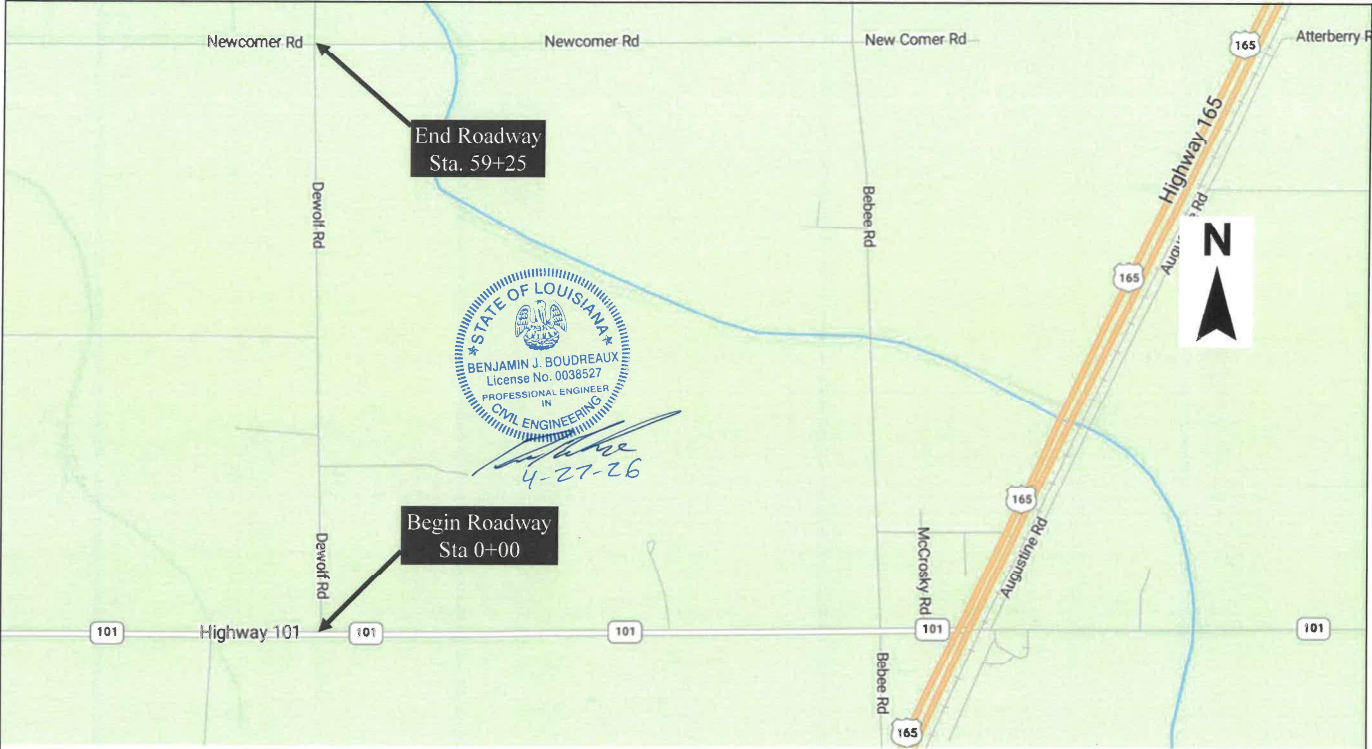 Newcomer Rd
Newcomer Rd
New Comer Rd
165
Atterberry R
End Roadway
Sta. 59+25
Highway 165
Dewolf Rd
Bebee Rd
Rd
N
165
STATE OF LOUISIANA
BENJAMIN J. BOUDREAUX
License No. 0038527
PROFESSIONAL ENGINEER
IN
CIVIL ENGINEERING
4-27-26
165
Begin Roadway
Sta 0+00
Dewolf Rd
McCrosky Rd
Augustine Rd
101
Highway 101
101
101
101
101
Bebee Rd
165